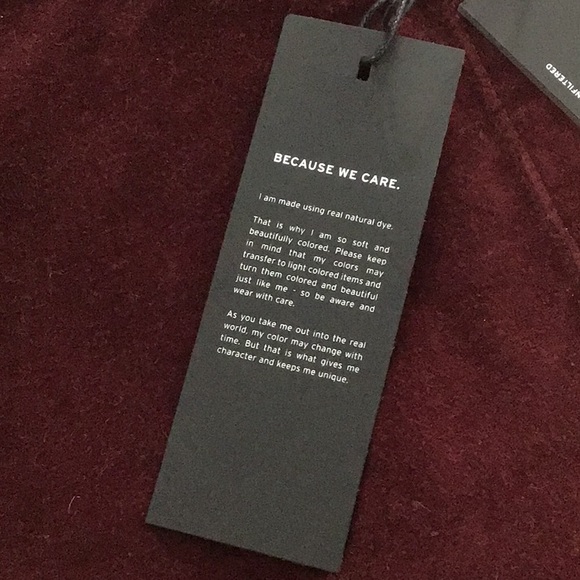 BECAUSE WE CARE.
I am made using real natural dye.
That is why I am so soft and
beautifully colored. Please keep
in mind that my colors may
transfer to light colored items and
turn them colored and beautiful
just like me - so be aware and
wear with care.
As you take me out into the real
world, my color may change with
time. But that is what gives me
character and keeps me unique.
NFILTERED